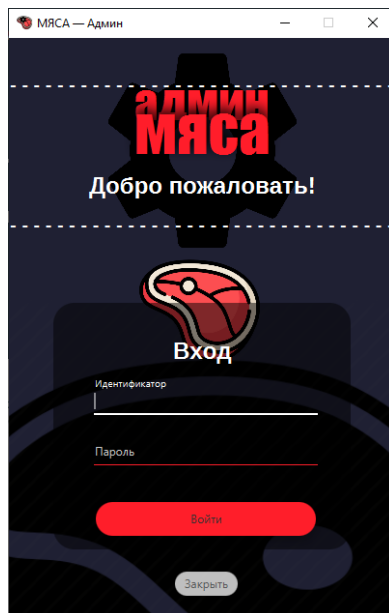 МЯСА — Админ
админ
мяса
Добро пожаловать!
Вход
Идентификатор
Пароль
Войти
Закрыть